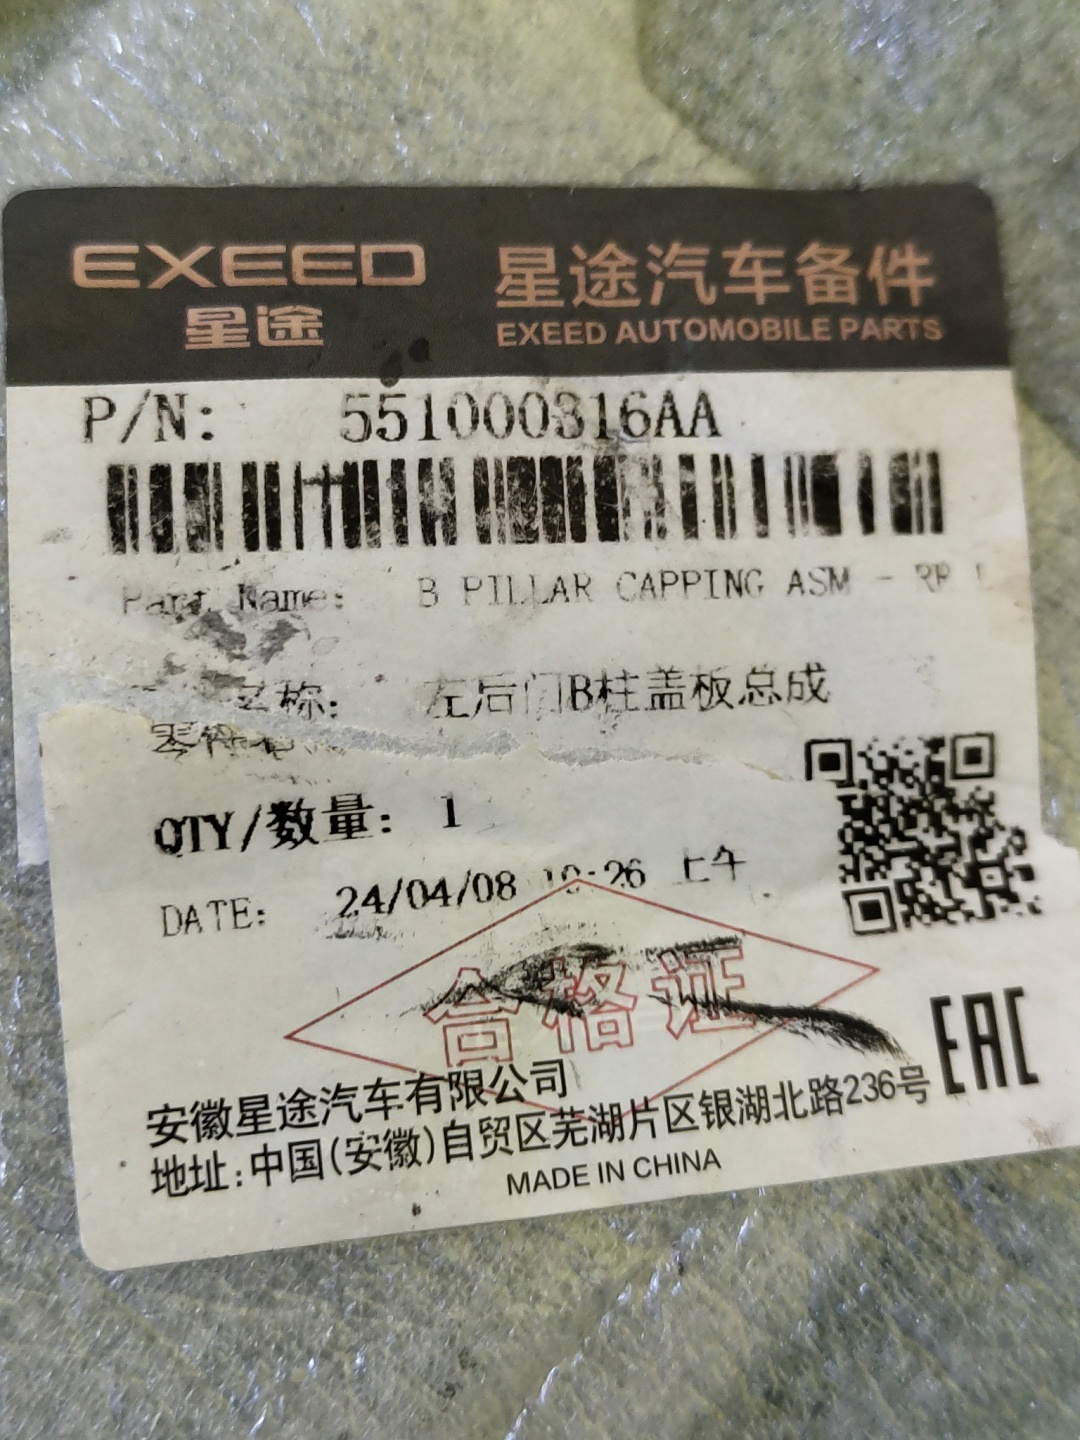 EXEED
星途
星途汽车备件
EXEED AUTOMOBILE PARTS
P/N: 551000316AA
Part Name: B PILLAR CAPPING ASM - RR
名称: 左后门B柱盖板总成
QTY/数量: 1
DATE: 24/04/08 10:26 上午
合格证
EAC
安徽星途汽车有限公司
地址:中国(安徽)自贸区芜湖片区银湖北路236号
MADE IN CHINA